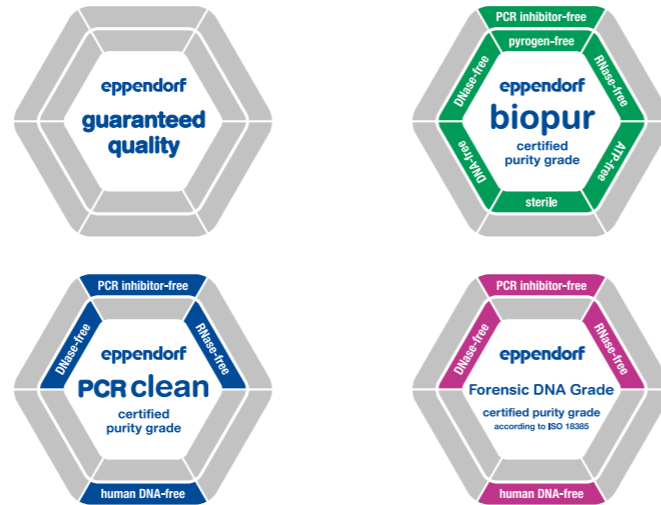 eppendorf
guaranteed
quality
PCR inhibitor-free
pyrogen-free
DNase-free
RNase-free
eppendorf
biopur
certified
purity grade
DNA-free
ATP-free
sterile
PCR inhibitor-free
DNase-free
RNase-free
eppendorf
PCR clean
certified
purity grade
human DNA-free
PCR inhibitor-free
DNase-free
RNase-free
eppendorf
Forensic DNA Grade
certified purity grade
according to ISO 18385
human DNA-free